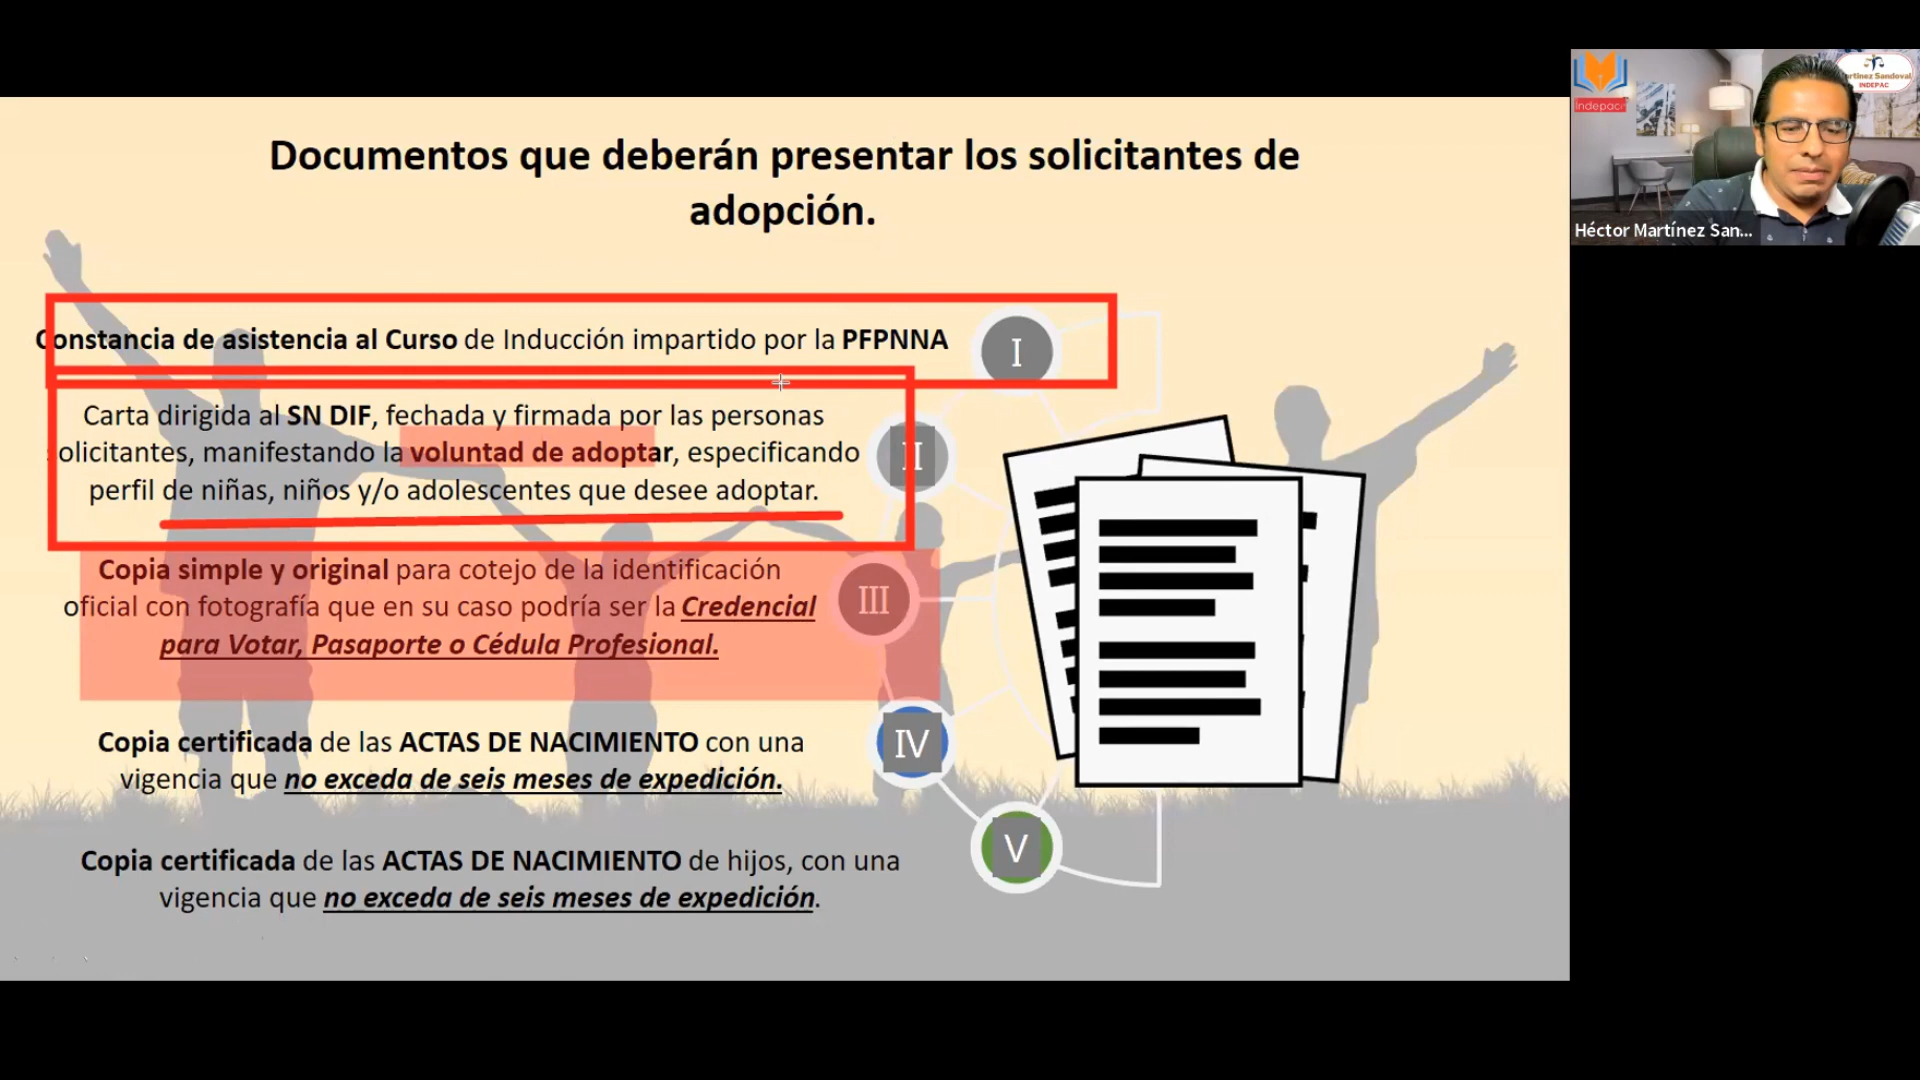 Documentos que deberán presentar los solicitantes de
adopción.
Constancia de asistencia al Curso de Inducción impartido por la PFPNNA
I
Carta dirigida al SN DIF, fechada y firmada por las personas
solicitantes, manifestando la voluntad de adoptar, especificando
perfil de niñas, niños y/o adolescentes que desee adoptar.
II
Copia simple y original para cotejo de la identificación
oficial con fotografía que en su caso podría ser la Credencial
para Votar, Pasaporte o Cédula Profesional.
III
Copia certificada de las ACTAS DE NACIMIENTO con una
vigencia que no exceda de seis meses de expedición.
IV
Copia certificada de las ACTAS DE NACIMIENTO de hijos, con una
vigencia que no exceda de seis meses de expedición.
V
Indepac
rtínez Sandoval
INDEPAC
Héctor Martínez San...